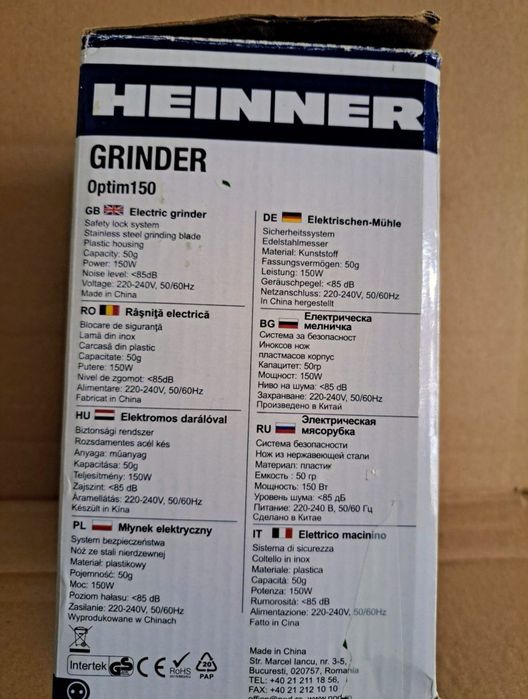 HEINNER
GRINDER
Optim150
GB Electric grinder
Safety lock system
Stainless steel grinding blade
Plastic housing
Capacity: 50g
Power: 150W
Noise level: <85dB
Voltage: 220-240V, 50/60Hz
Made in China
RO Râşniţă electrică
Blocare de siguranţă
Lamă din inox
Carcasă din plastic
Capacitate: 50g
Putere: 150W
Nivel de zgomot: <85dB
Alimentare: 220-240V, 50/60Hz
Fabricat in China
HU Elektromos darálóval
Biztonsági rendszer
Rozsdamentes acél kés
Anyaga: műanyag
Kapacitása: 50g
Teljesítmény: 150W
Zajszint: <85 dB
Áramellátás: 220-240V, 50/60Hz
Készült in Kína
PL Młynek elektryczny
System bezpieczeństwa
Nóż ze stali nierdzewnej
Materiał: plastikowy
Pojemność: 50g
Moc: 150W
Poziom hałasu: <85 dB
Zasilanie: 220-240V, 50/60Hz
Wyprodukowane w Chinach
DE Elektrischen-Mühle
Sicherheitssystem
Edelstahlmesser
Material: Kunststoff
Fassungsvermögen: 50g
Leistung: 150W
Geräuschpegel: <85 dB
Netzanschluss: 220-240V, 50/60Hz
In China hergestellt
BG Електрическа
мелничка
Система за безопасност
Иноксов нож
пластмасов корпус
Капацитет: 50гр
Мощност: 150W
Ниво на шума: <85 dB
Захранване: 220-240V, 50/60Hz
Произведено в Китай
RU Электрическая
мясорубка
Система безопасности
Нож из нержавеющей стали
Материал: пластик
Емкость : 50 гр
Мощность: 150 Вт
Уровень шума: <85 дБ
Питание: 220-240 В, 50/60 Гц
Сделано в Китае
IT Elettrico macinino
Sistema di sicurezza
Coltello in inox
Materiale: plastica
Capacitá: 50g
Potenza: 150W
Rumorosità: <85 dB
Alimentazione: 220-240V, 50/60Hz
Fatto in Cina
Intertek GS CE RoHS
20
PAP
Made in China
Str. Marcel Iancu, nr. 3-5,
Bucuresti, 020757, Romania
TEL: +40 21 211 18 56,
FAX: +40 21 212 10 10